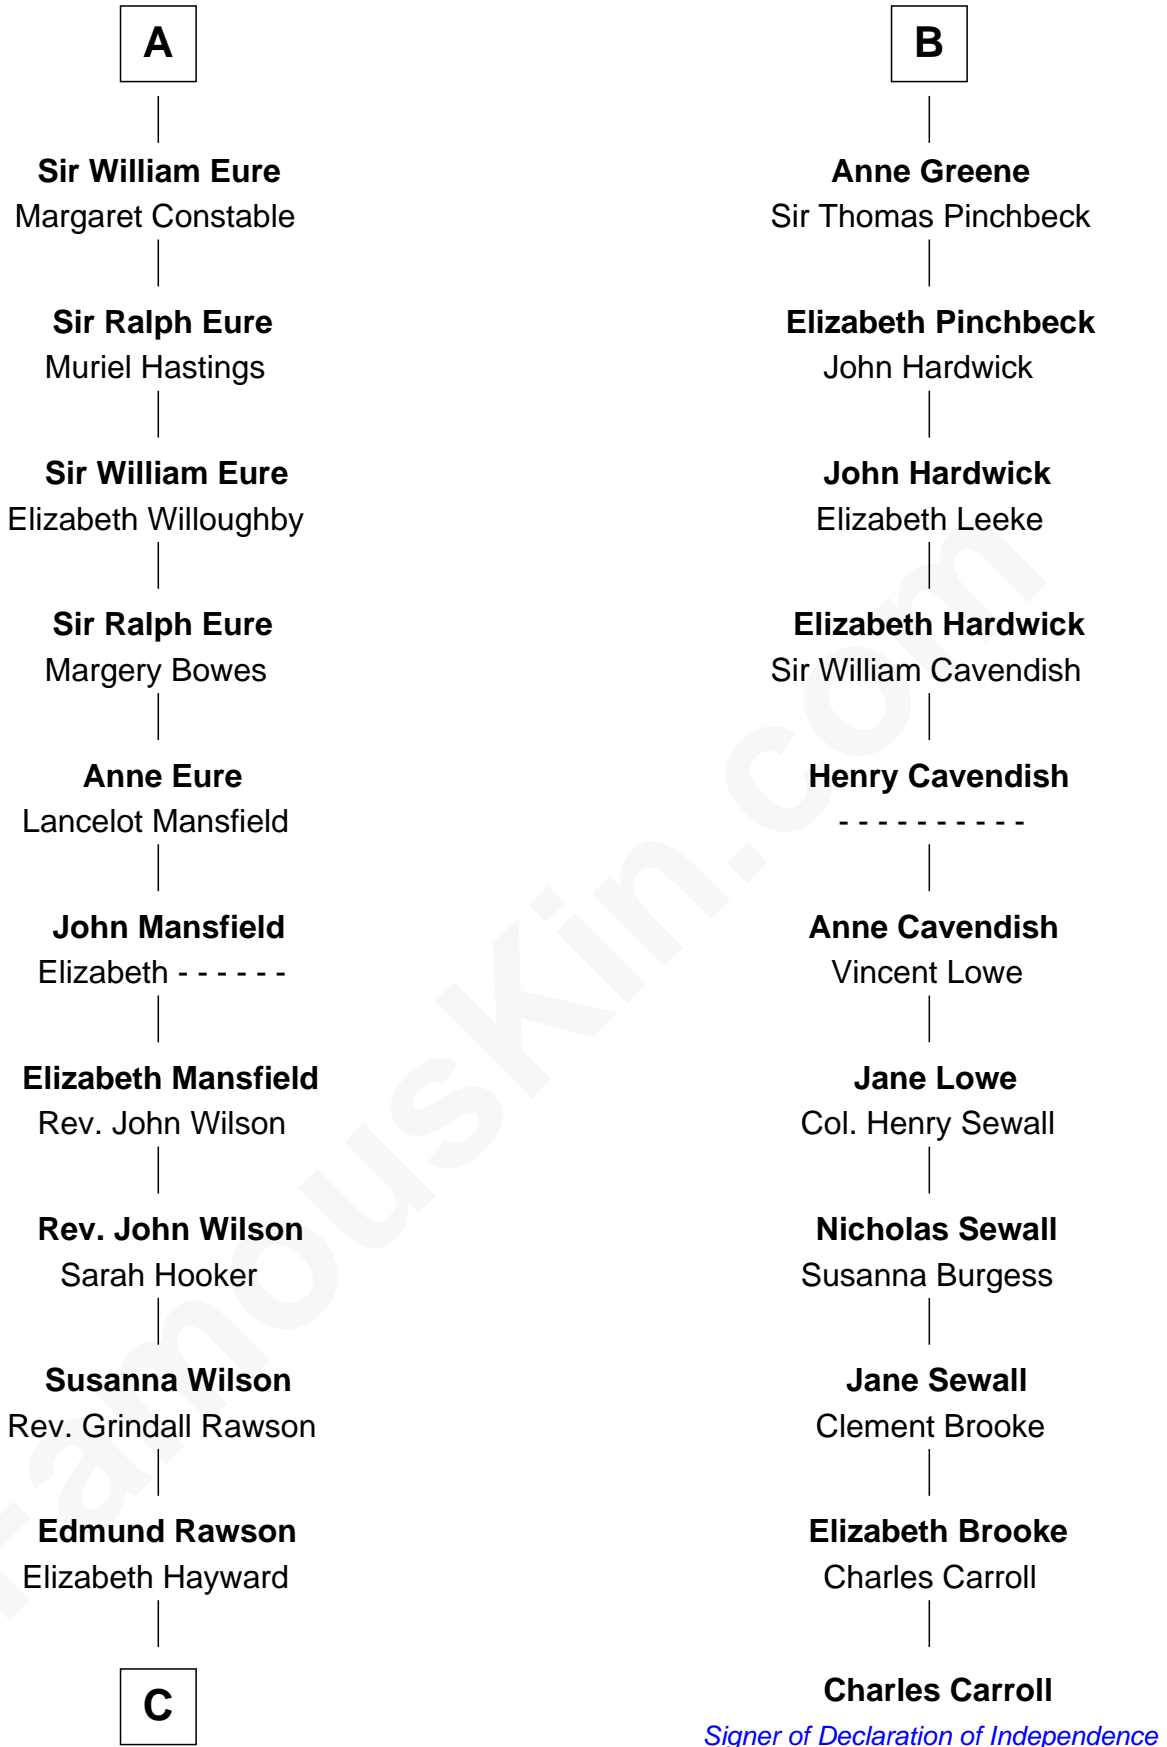 A
Sir William Eure
Margaret Constable
Sir Ralph Eure
Muriel Hastings
Sir William Eure
Elizabeth Willoughby
Sir Ralph Eure
Margery Bowes
Anne Eure
Lancelot Mansfield
John Mansfield
Elizabeth - - - - - -
Elizabeth Mansfield
Rev. John Wilson
Rev. John Wilson
Sarah Hooker
Susanna Wilson
Rev. Grindall Rawson
Edmund Rawson
Elizabeth Hayward
C
B
Anne Greene
Sir Thomas Pinchbeck
Elizabeth Pinchbeck
John Hardwick
John Hardwick
Elizabeth Leeke
Elizabeth Hardwick
Sir William Cavendish
Henry Cavendish
- - - - - - - - - -
Anne Cavendish
Vincent Lowe
Jane Lowe
Col. Henry Sewall
Nicholas Sewall
Susanna Burgess
Jane Sewall
Clement Brooke
Elizabeth Brooke
Charles Carroll
Charles Carroll
Signer of Declaration of Independence
FamousKin.com